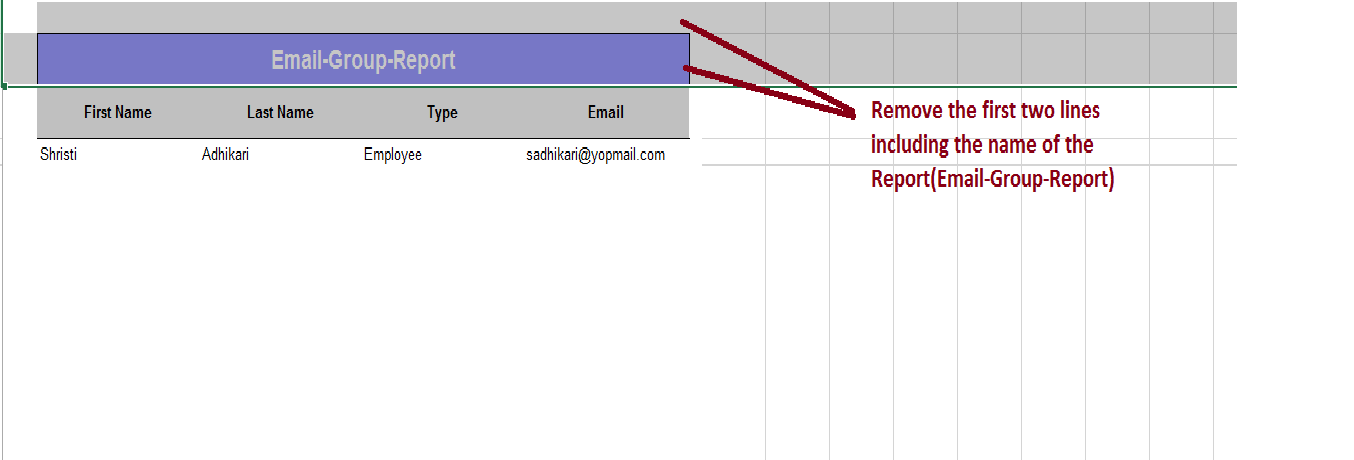 Email-Group-Report
First Name Last Name Type Email
Shristi Adhikari Employee sadhikari@yopmail.com
Remove the first two lines
including the name of the
Report(Email-Group-Report)